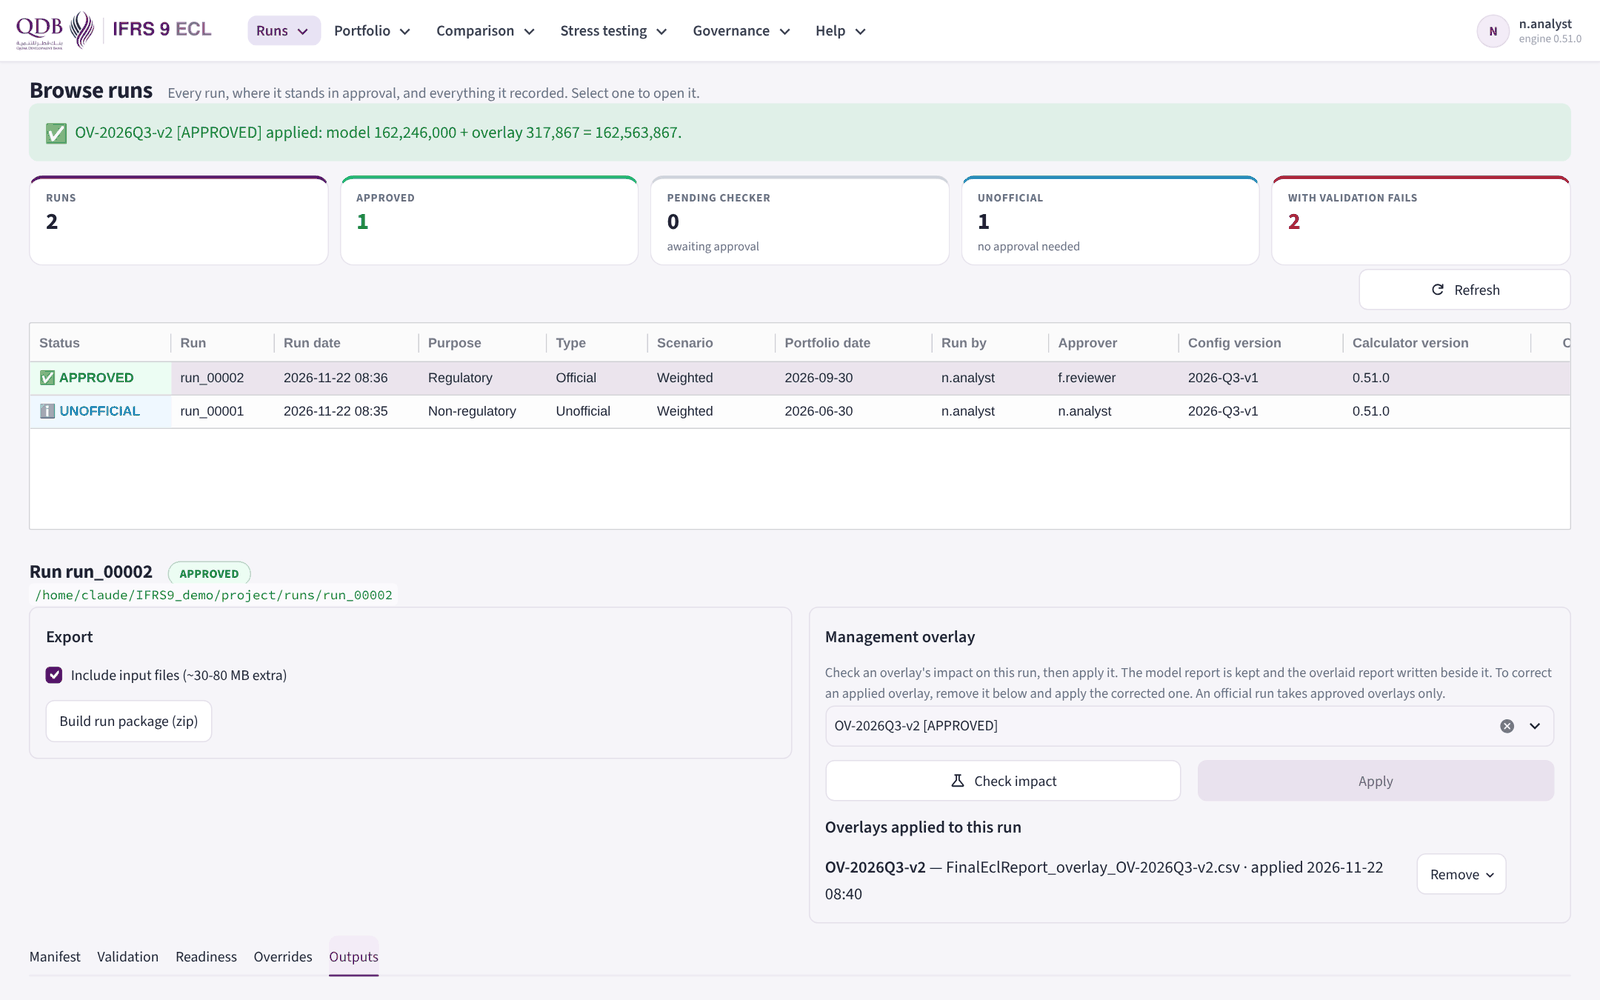 QDB
IFRS 9 ECL
Runs
Portfolio
Comparison
Stress testing
Governance
Help
N
n.analyst
engine 0.51.0
Browse runs
Every run, where it stands in approval, and everything it recorded. Select one to open it.
OV-2026Q3-v2 [APPROVED] applied: model 162,246,000 + overlay 317,867 = 162,563,867.
RUNS
2
APPROVED
1
PENDING CHECKER
0
awaiting approval
UNOFFICIAL
1
no approval needed
WITH VALIDATION FAILS
2
Refresh
Status Run Run date Purpose Type Scenario Portfolio date Run by Approver Config version Calculator version
APPROVED run_00002 2026-11-22 08:36 Regulatory Official Weighted 2026-09-30 n.analyst f.reviewer 2026-Q3-v1 0.51.0
UNOFFICIAL run_00001 2026-11-22 08:35 Non-regulatory Unofficial Weighted 2026-06-30 n.analyst n.analyst 2026-Q3-v1 0.51.0
Run run_00002 APPROVED
/home/claude/IFRS9_demo/project/runs/run_00002
Export
Include input files (~30-80 MB extra)
Build run package (zip)
Management overlay
Check an overlay's impact on this run, then apply it. The model report is kept and the overlaid report written beside it. To correct
an applied overlay, remove it below and apply the corrected one. An official run takes approved overlays only.
OV-2026Q3-v2 [APPROVED]
Check impact
Apply
Overlays applied to this run
OV-2026Q3-v2 — FinalEclReport_overlay_OV-2026Q3-v2.csv · applied 2026-11-22
08:40
Remove
Manifest
Validation
Readiness
Overrides
Outputs